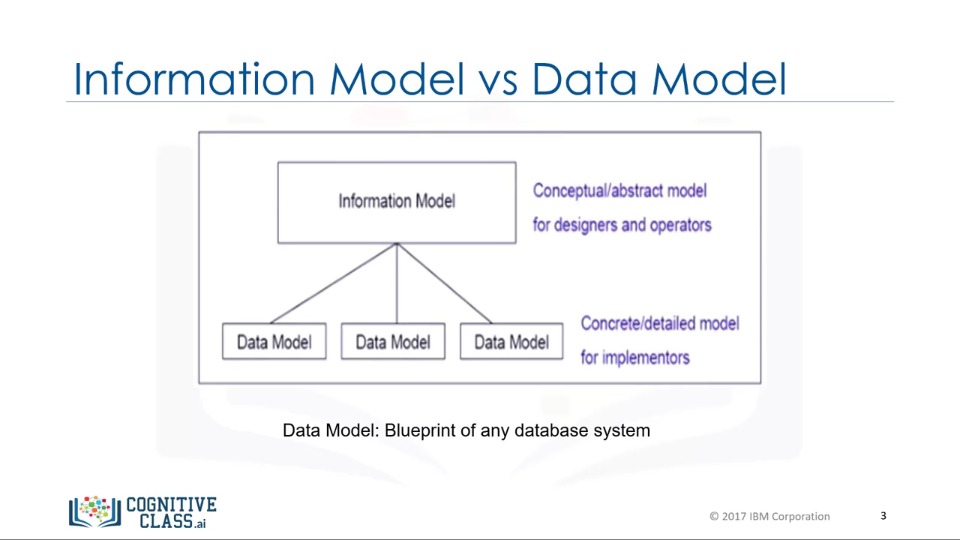 Information Model vs Data Model
Information Model
Conceptual/abstract model
for designers and operators
Data Model
Data Model
Data Model
Concrete/detailed model
for implementors
Data Model: Blueprint of any database system
COGNITIVE
CLASS.ai
© 2017 IBM Corporation
3